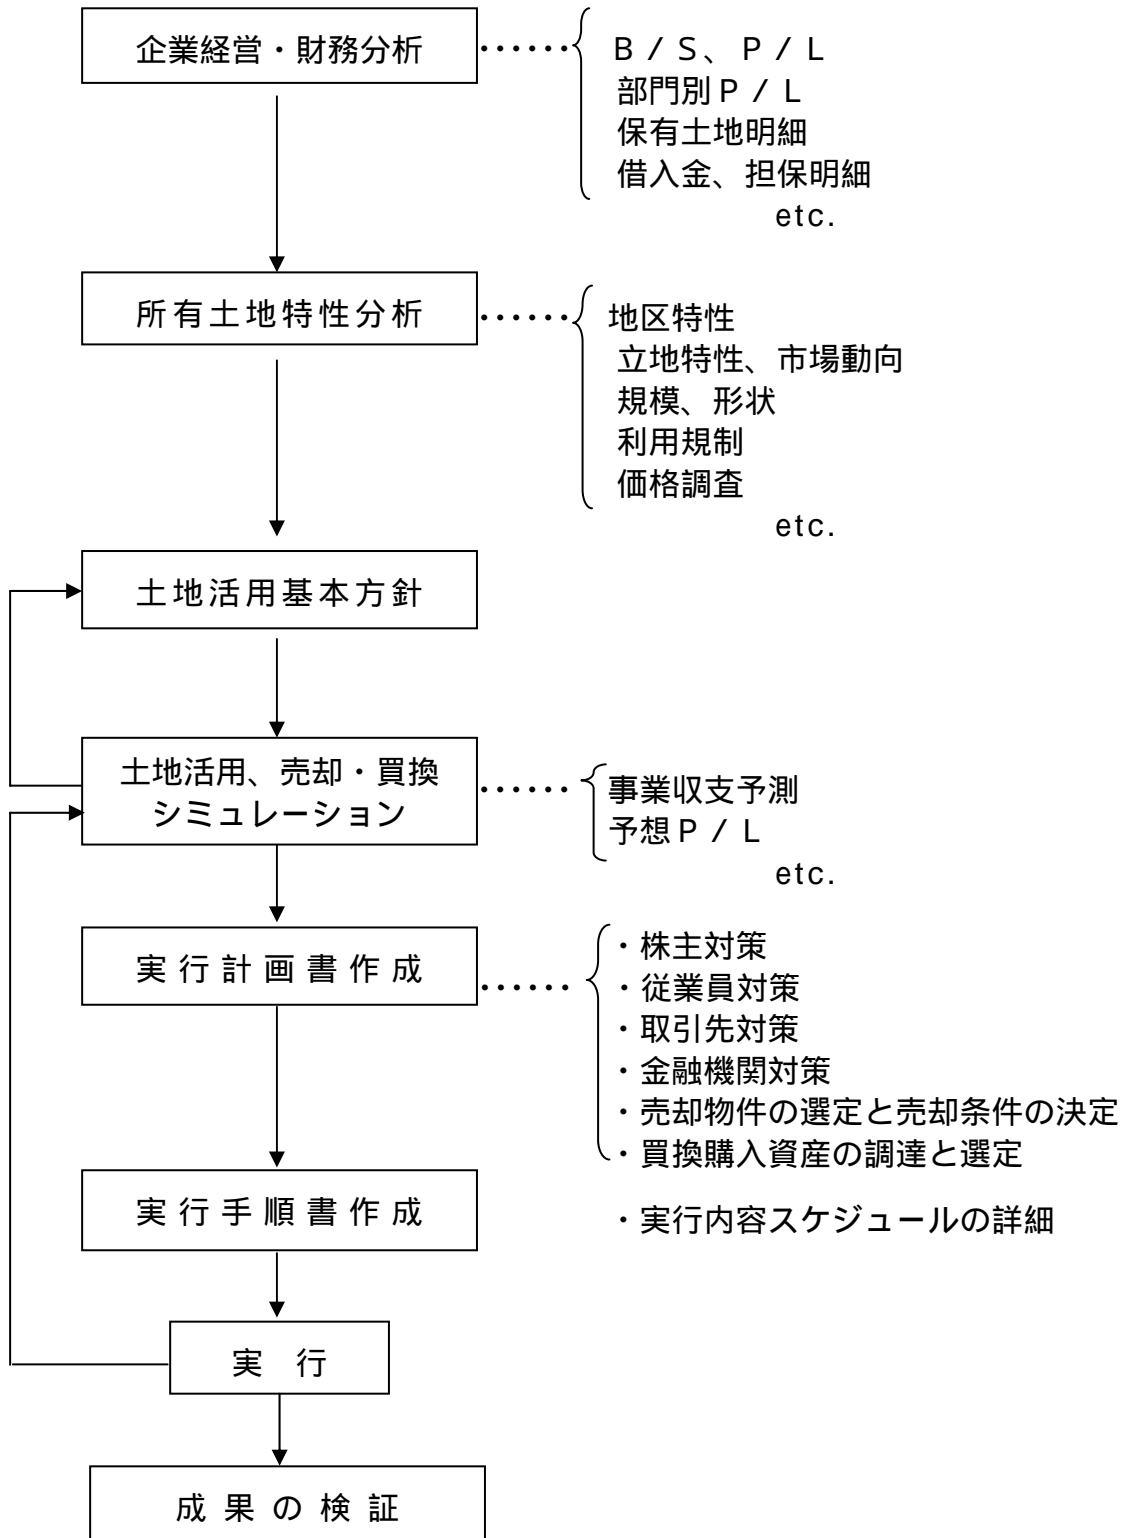 企業経営・財務分析
B/S、P/L
部門別P/L
保有土地明細
借入金、担保明細
etc.
所有土地特性分析
地区特性
立地特性、市場動向
規模、形状
利用規制
価格調査
etc.
土地活用基本方針
土地活用、売却・買換
シミュレーション
事業収支予測
予想P/L
etc.
実行計画書作成
・株主対策
・従業員対策
・取引先対策
・金融機関対策
・売却物件の選定と売却条件の決定
・買換購入資産の調達と選定
実行手順書作成
・実行内容スケジュールの詳細
実 行
成果の検証